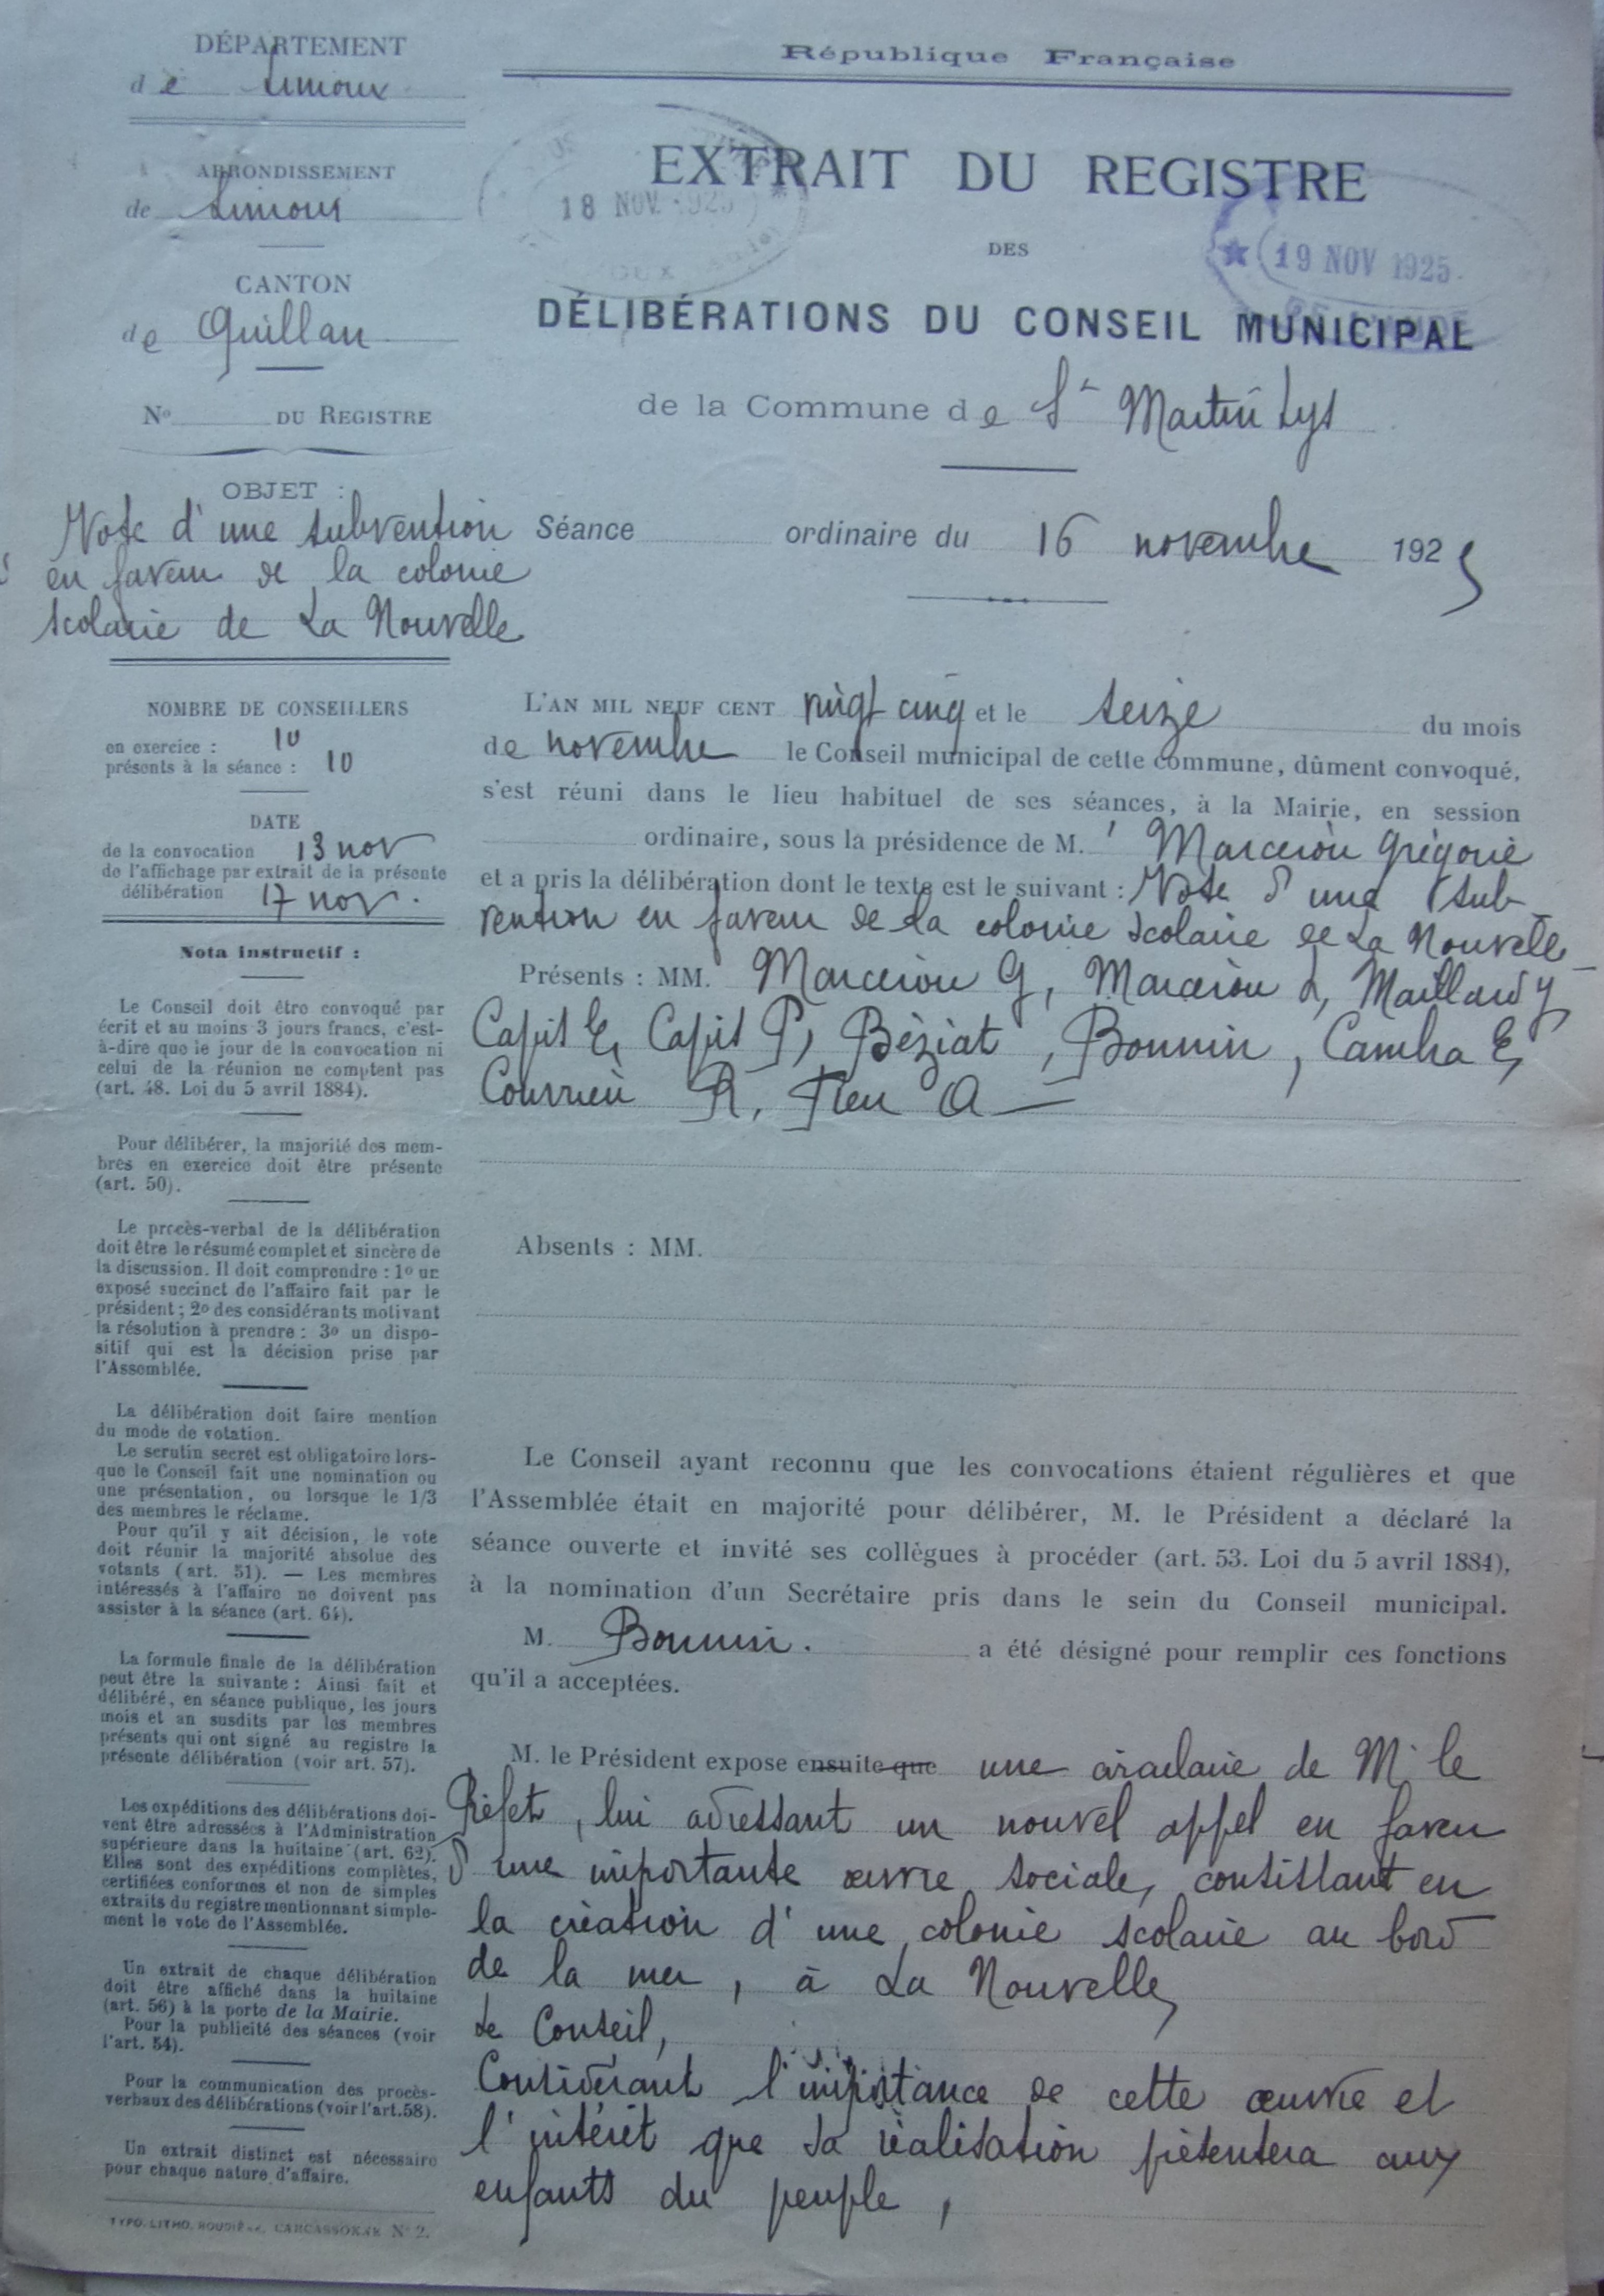 DÉPARTEMENT
de Limoux
ARRONDISSEMENT
de Limoux
CANTON
de Quillan
No DU REGISTRE
OBJET :
Vote d'une subvention
en faveur de la colonie
scolaire de La Nouvelle
NOMBRE DE CONSEILLERS
en exercice : 10
présents à la séance : 10
DATE
de la convocation 13 nov
de l'affichage par extrait de la présente
délibération 17 nov.
Nota instructif :
Le Conseil doit être convoqué par
écrit et au moins 3 jours francs, c'est-
à-dire que le jour de la convocation ni
celui de la réunion ne comptent pas
(art. 48. Loi du 5 avril 1884).
Pour délibérer, la majorité des mem-
bres en exercice doit être présente
(art. 50).
Le procès-verbal de la délibération
doit être le résumé complet et sincère de
la discussion. Il doit comprendre : 1o un
exposé succinct de l'affaire fait par le
président ; 2o des considérants motivant
la résolution à prendre : 3o un dispo-
sitif qui est la décision prise par
l'Assemblée.
La délibération doit faire mention
du mode de votation.
Le scrutin secret est obligatoire lors-
que le Conseil fait une nomination ou
une présentation, ou lorsque le 1/3
des membres le réclame.
Pour qu'il y ait décision, le vote
doit réunir la majorité absolue des
votants (art. 51). — Les membres
intéressés à l'affaire ne doivent pas
assister à la séance (art. 64).
La formule finale de la délibération
peut être la suivante : Ainsi fait et
délibéré, en séance publique, les jours
mois et an susdits par les membres
présents qui ont signé au registre la
présente délibération (voir art. 57).
Les expéditions des délibérations doi-
vent être adressées à l'Administration
supérieure dans la huitaine (art. 62).
Elles sont des expéditions complètes,
certifiées conformes et non de simples
extraits du registre mentionnant simple-
ment le vote de l'Assemblée.
Un extrait de chaque délibération
doit être affiché dans la huitaine
(art. 56) à la porte de la Mairie.
Pour la publicité des séances (voir
l'art. 54).
Pour la communication des procès-
verbaux des délibérations (voir l'art.58).
Un extrait distinct est nécessaire
pour chaque nature d'affaire.
TYPO. LITHO. ROUDIÈRE, CARCASSONNE No 2.
République Française
EXTRAIT DU REGISTRE
18 NOV. 1925
DES
19 NOV 1925
DÉLIBÉRATIONS DU CONSEIL MUNICIPAL
de la Commune de St Martin Lys
Séance ordinaire du 16 novembre 1925
L'AN MIL NEUF CENT vingt cinq et le seize du mois
de novembre le Conseil municipal de cette commune, dûment convoqué,
s'est réuni dans le lieu habituel de ses séances, à la Mairie, en session
ordinaire, sous la présidence de M. Marcerou Grégoire
et a pris la délibération dont le texte est le suivant : Vote d'une sub-
vention en faveur de la colonie scolaire de La Nouvelle
Présents : MM. Marcerou G, Marcerou L, Maillard Y
Capit E, Capit P, Béziat, Bonnin, Cambra E,
Courrieu R, Fleu A —
Absents : MM.
Le Conseil ayant reconnu que les convocations étaient régulières et que
l'Assemblée était en majorité pour délibérer, M. le Président a déclaré la
séance ouverte et invité ses collègues à procéder (art. 53. Loi du 5 avril 1884),
à la nomination d'un Secrétaire pris dans le sein du Conseil municipal.
M. Bonnin. a été désigné pour remplir ces fonctions
qu'il a acceptées.
M. le Président expose ensuite que une circulaire de Mr le
Préfet, lui adressant un nouvel appel en faveur
d'une importante œuvre sociale, consistant en
la création d'une colonie scolaire au bord
de la mer, à La Nouvelle,
Le Conseil,
Considérant l'importance de cette œuvre et
l'intérêt que sa réalisation présentera aux
enfants du peuple,